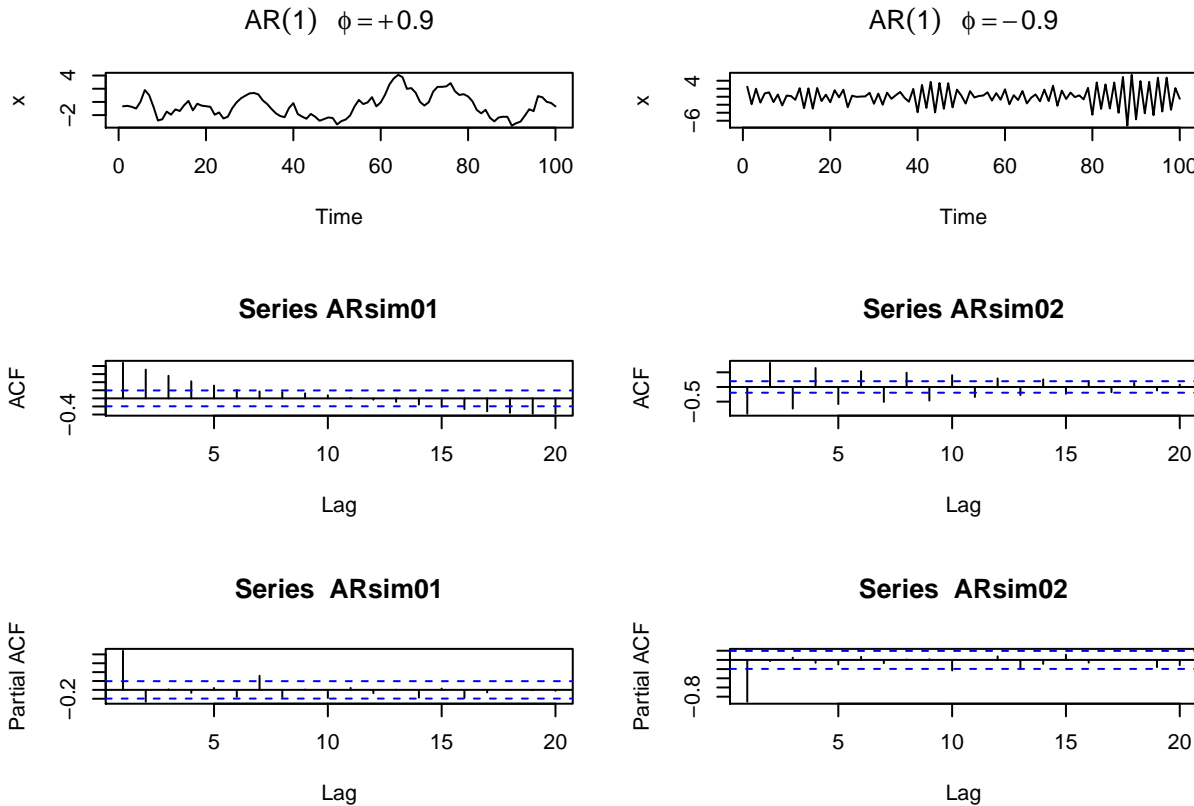 AR(1) ϕ=+0.9
x
4
−2
0 20 40 60 80 100
Time
AR(1) ϕ=−0.9
x
4
−6
0 20 40 60 80 100
Time
Series ARsim01
ACF
−0.4
5 10 15 20
Lag
Series ARsim02
ACF
−0.5
5 10 15 20
Lag
Series ARsim01
Partial ACF
−0.2
5 10 15 20
Lag
Series ARsim02
Partial ACF
−0.8
5 10 15 20
Lag